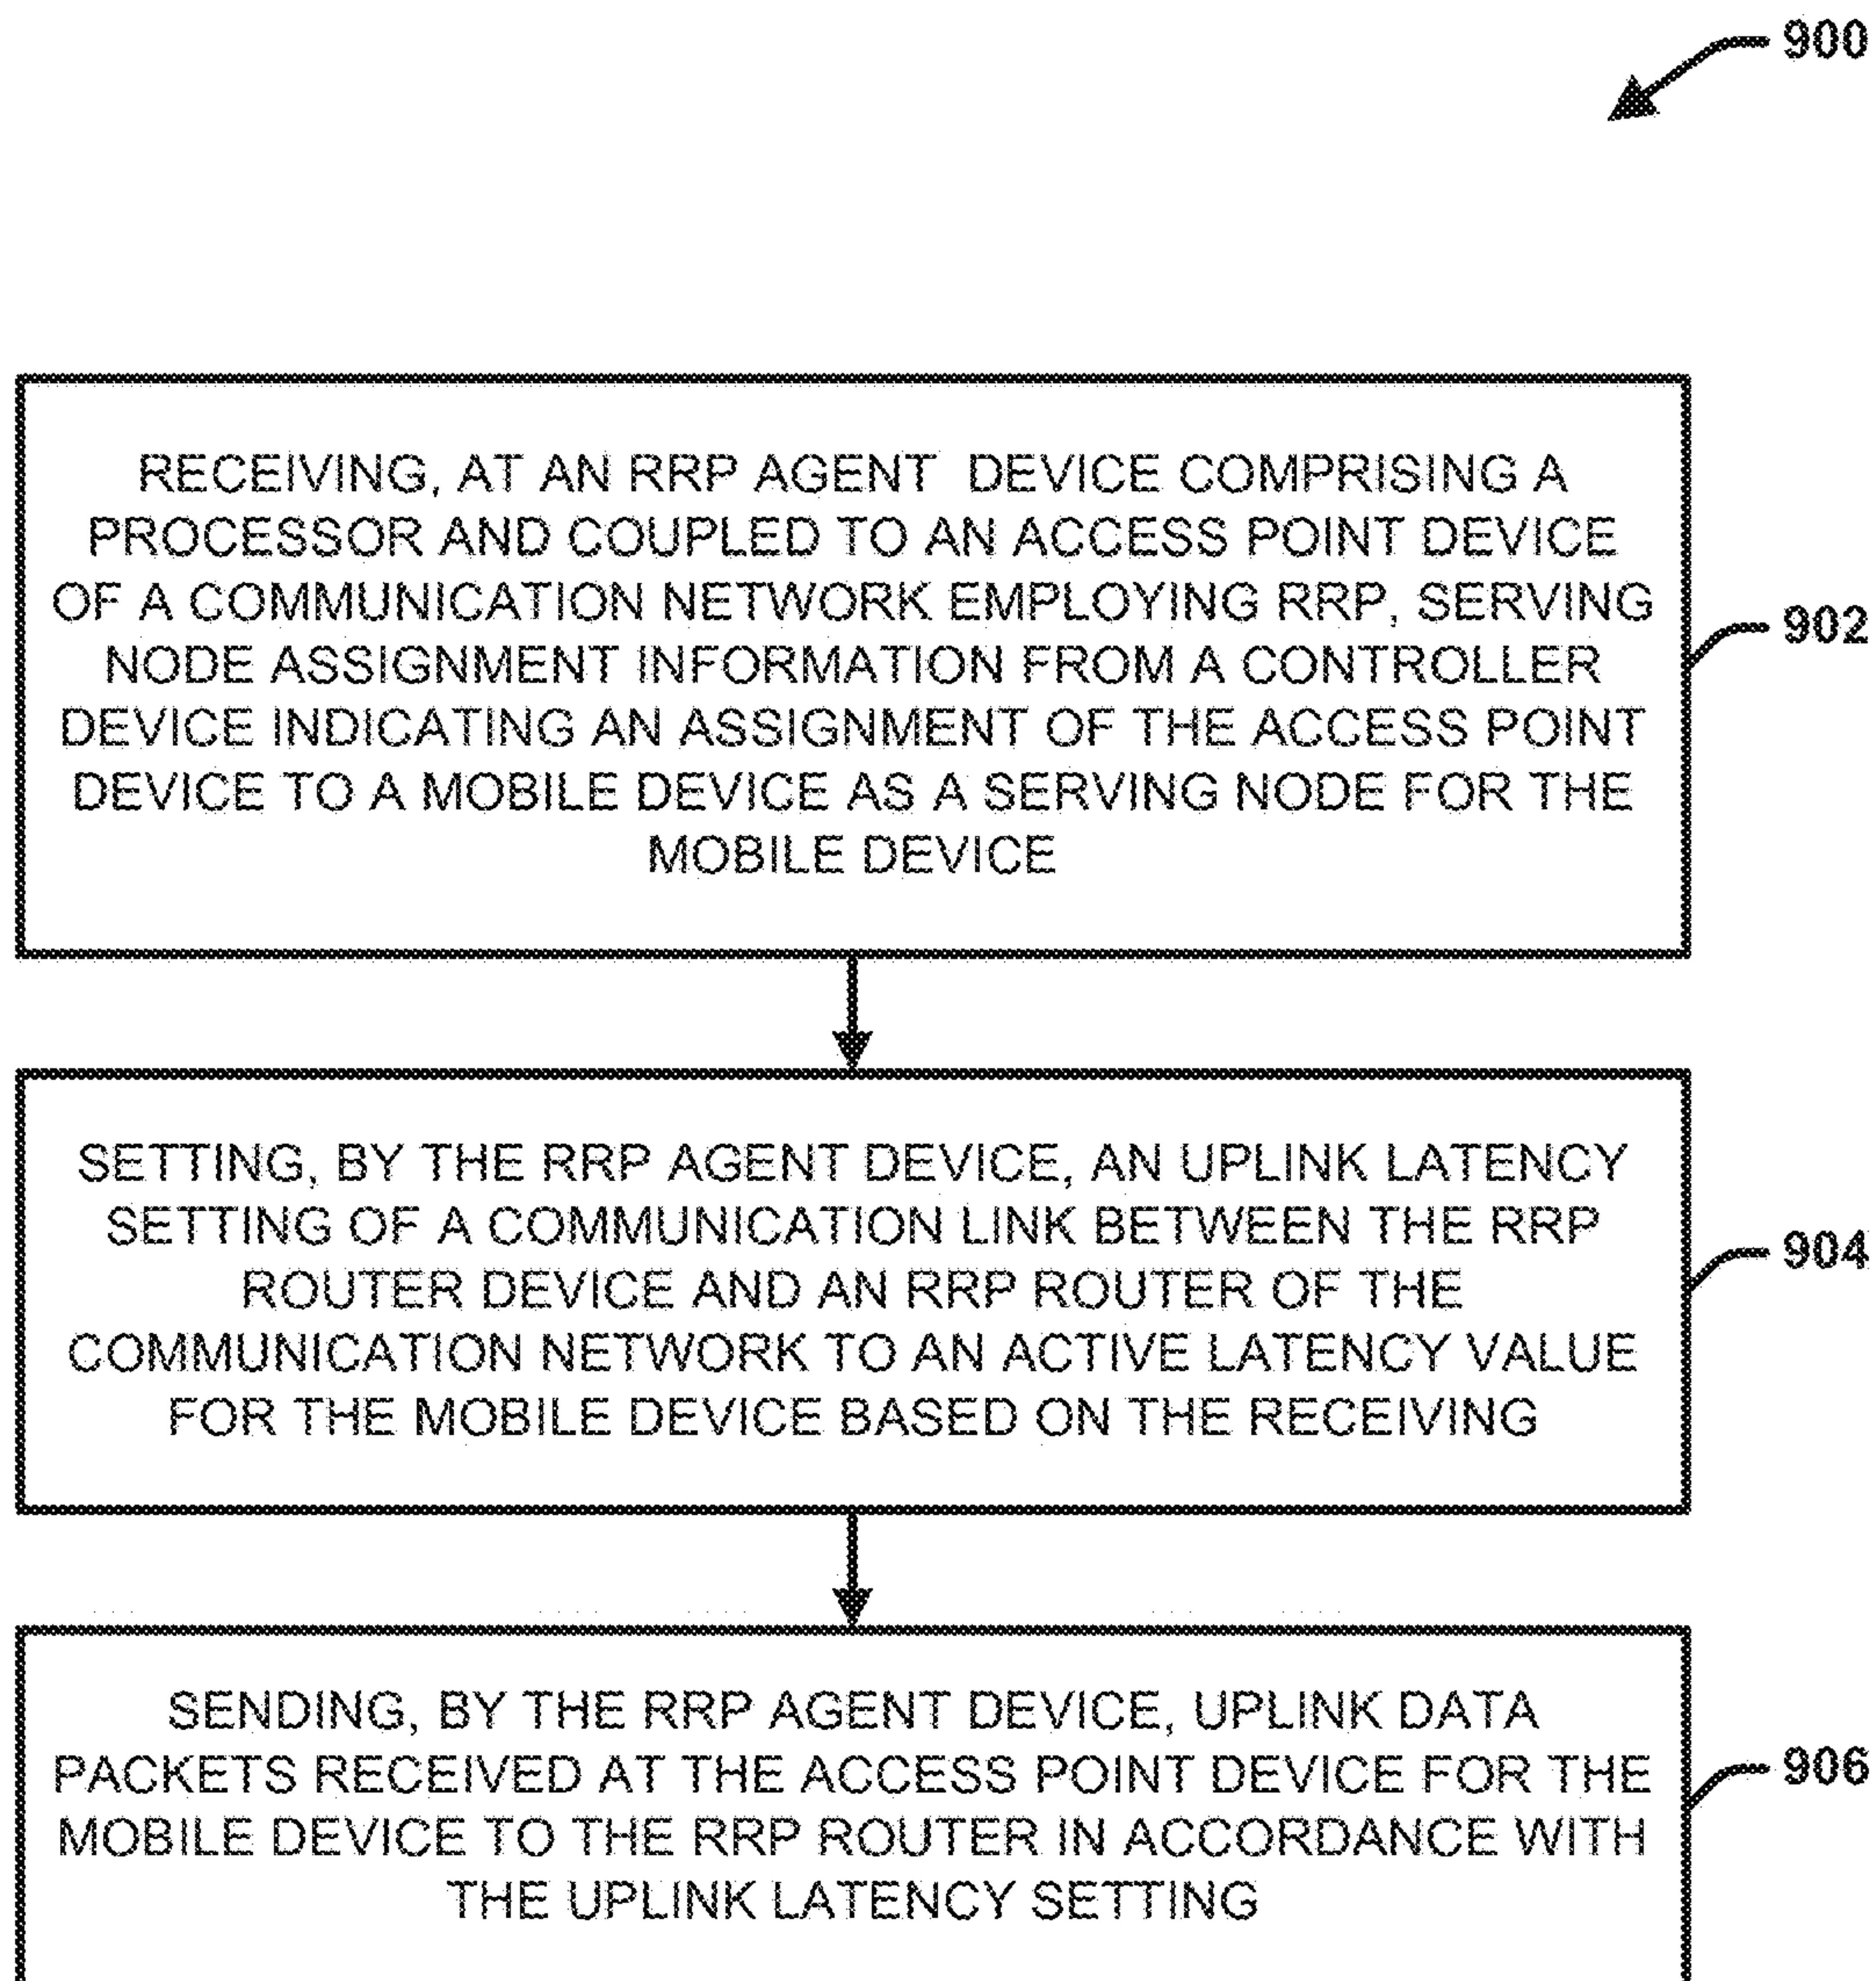 900
RECEIVING, AT AN RRP AGENT DEVICE COMPRISING A
PROCESSOR AND COUPLED TO AN ACCESS POINT DEVICE
OF A COMMUNICATION NETWORK EMPLOYING RRP, SERVING
NODE ASSIGNMENT INFORMATION FROM A CONTROLLER
DEVICE INDICATING AN ASSIGNMENT OF THE ACCESS POINT
DEVICE TO A MOBILE DEVICE AS A SERVING NODE FOR THE
MOBILE DEVICE
902
SETTING, BY THE RRP AGENT DEVICE, AN UPLINK LATENCY
SETTING OF A COMMUNICATION LINK BETWEEN THE RRP
ROUTER DEVICE AND AN RRP ROUTER OF THE
COMMUNICATION NETWORK TO AN ACTIVE LATENCY VALUE
FOR THE MOBILE DEVICE BASED ON THE RECEIVING
904
SENDING, BY THE RRP AGENT DEVICE, UPLINK DATA
PACKETS RECEIVED AT THE ACCESS POINT DEVICE FOR THE
MOBILE DEVICE TO THE RRP ROUTER IN ACCORDANCE WITH
THE UPLINK LATENCY SETTING
906